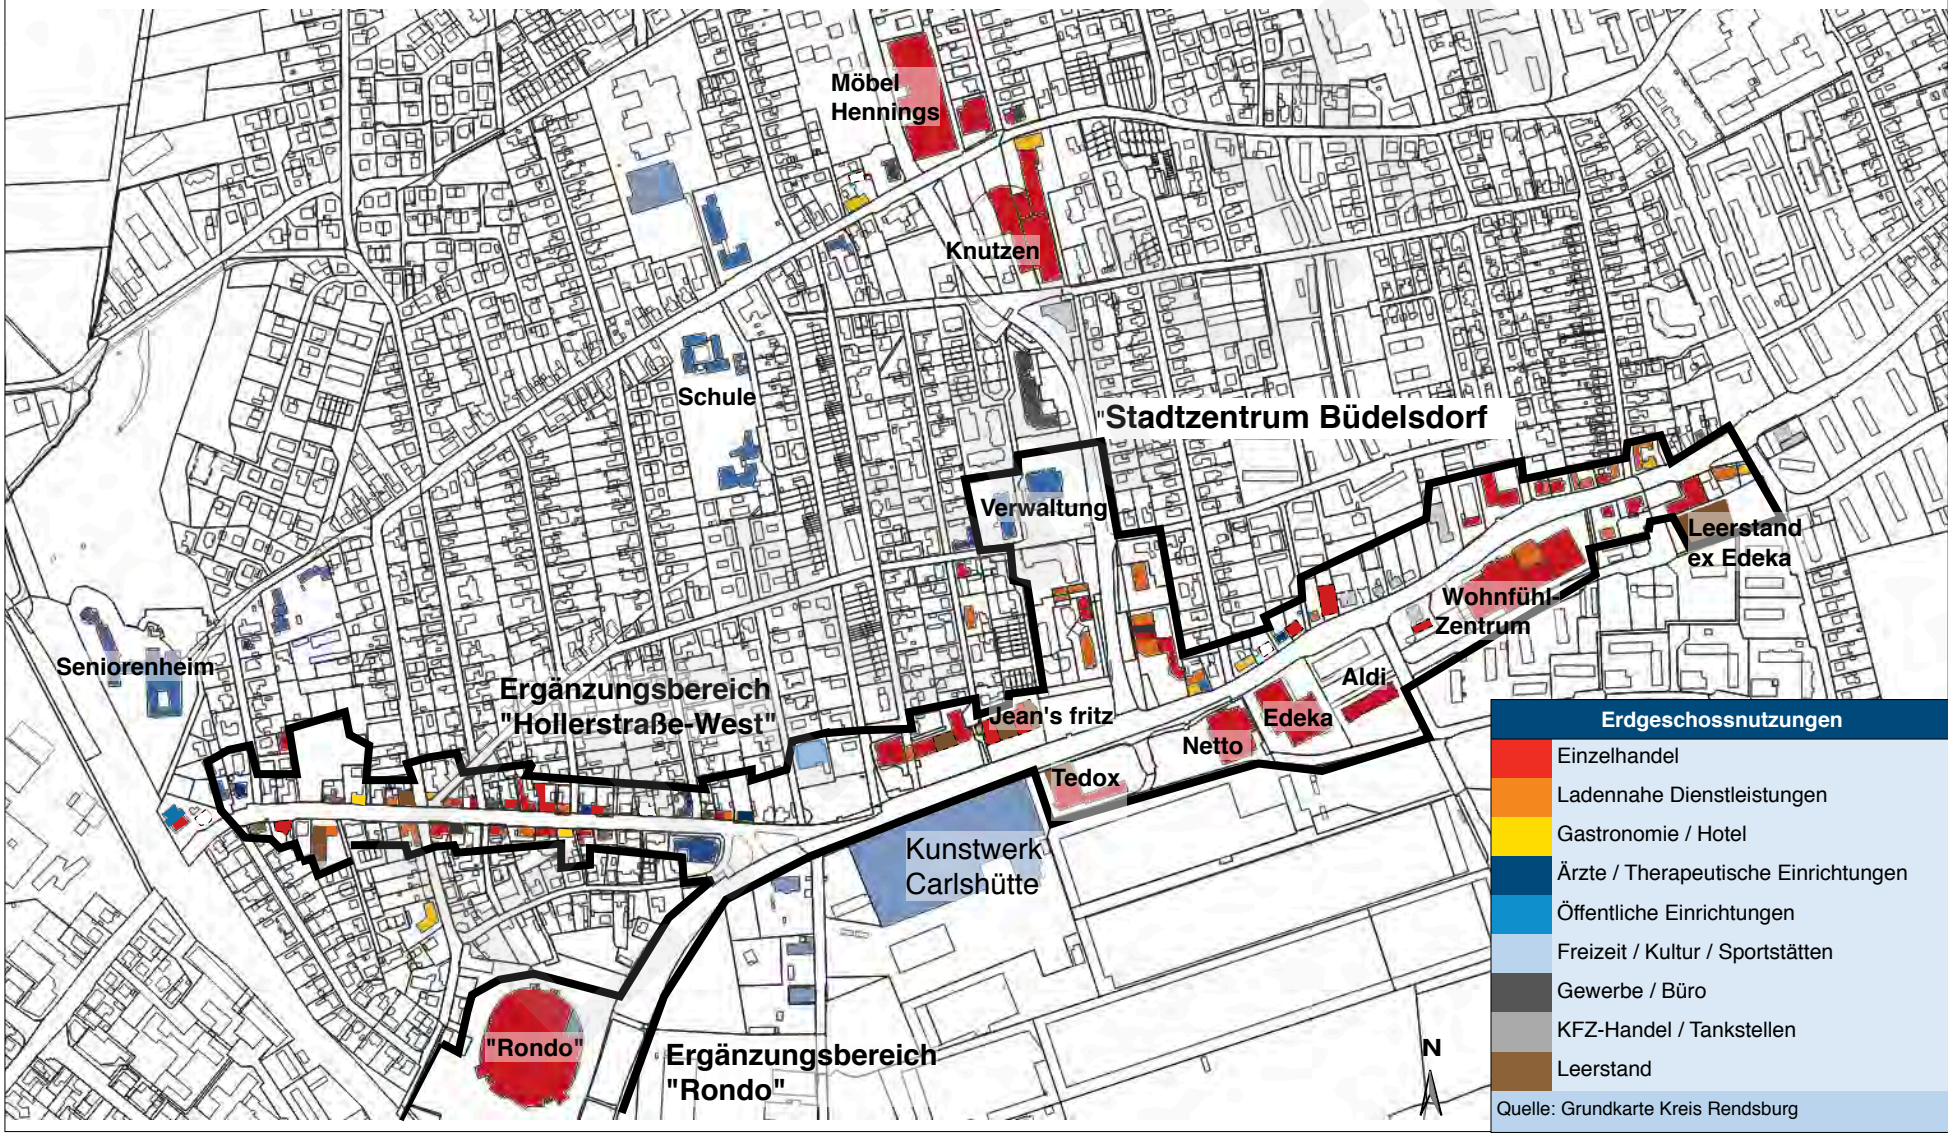 Möbel
Hennings
Knutzen
Schule
"Stadtzentrum Büdelsdorf
Verwaltung
Leerstand
ex Edeka
Wohnfühl-
Zentrum
Seniorenheim
Ergänzungsbereich
"Hollerstraße-West"
Jean's fritz
Aldi
Edeka
Netto
Tedox
Kunstwerk
Carlshütte
"Rondo"
Ergänzungsbereich
"Rondo"
N
Erdgeschossnutzungen
Einzelhandel
Ladennahe Dienstleistungen
Gastronomie / Hotel
Ärzte / Therapeutische Einrichtungen
Öffentliche Einrichtungen
Freizeit / Kultur / Sportstätten
Gewerbe / Büro
KFZ-Handel / Tankstellen
Leerstand
Quelle: Grundkarte Kreis Rendsburg